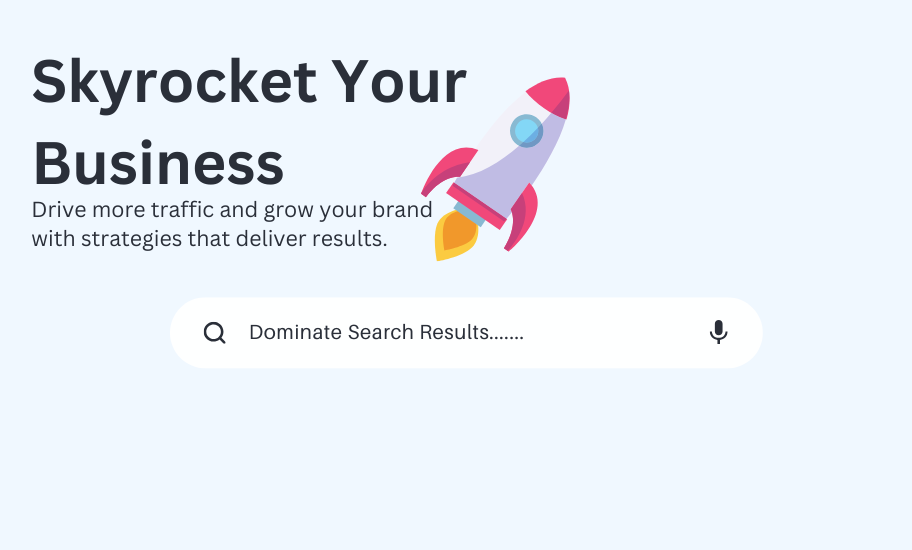 Skyrocket Your
Business
Drive more traffic and grow your brand
with strategies that deliver results.
Dominate Search Results.......